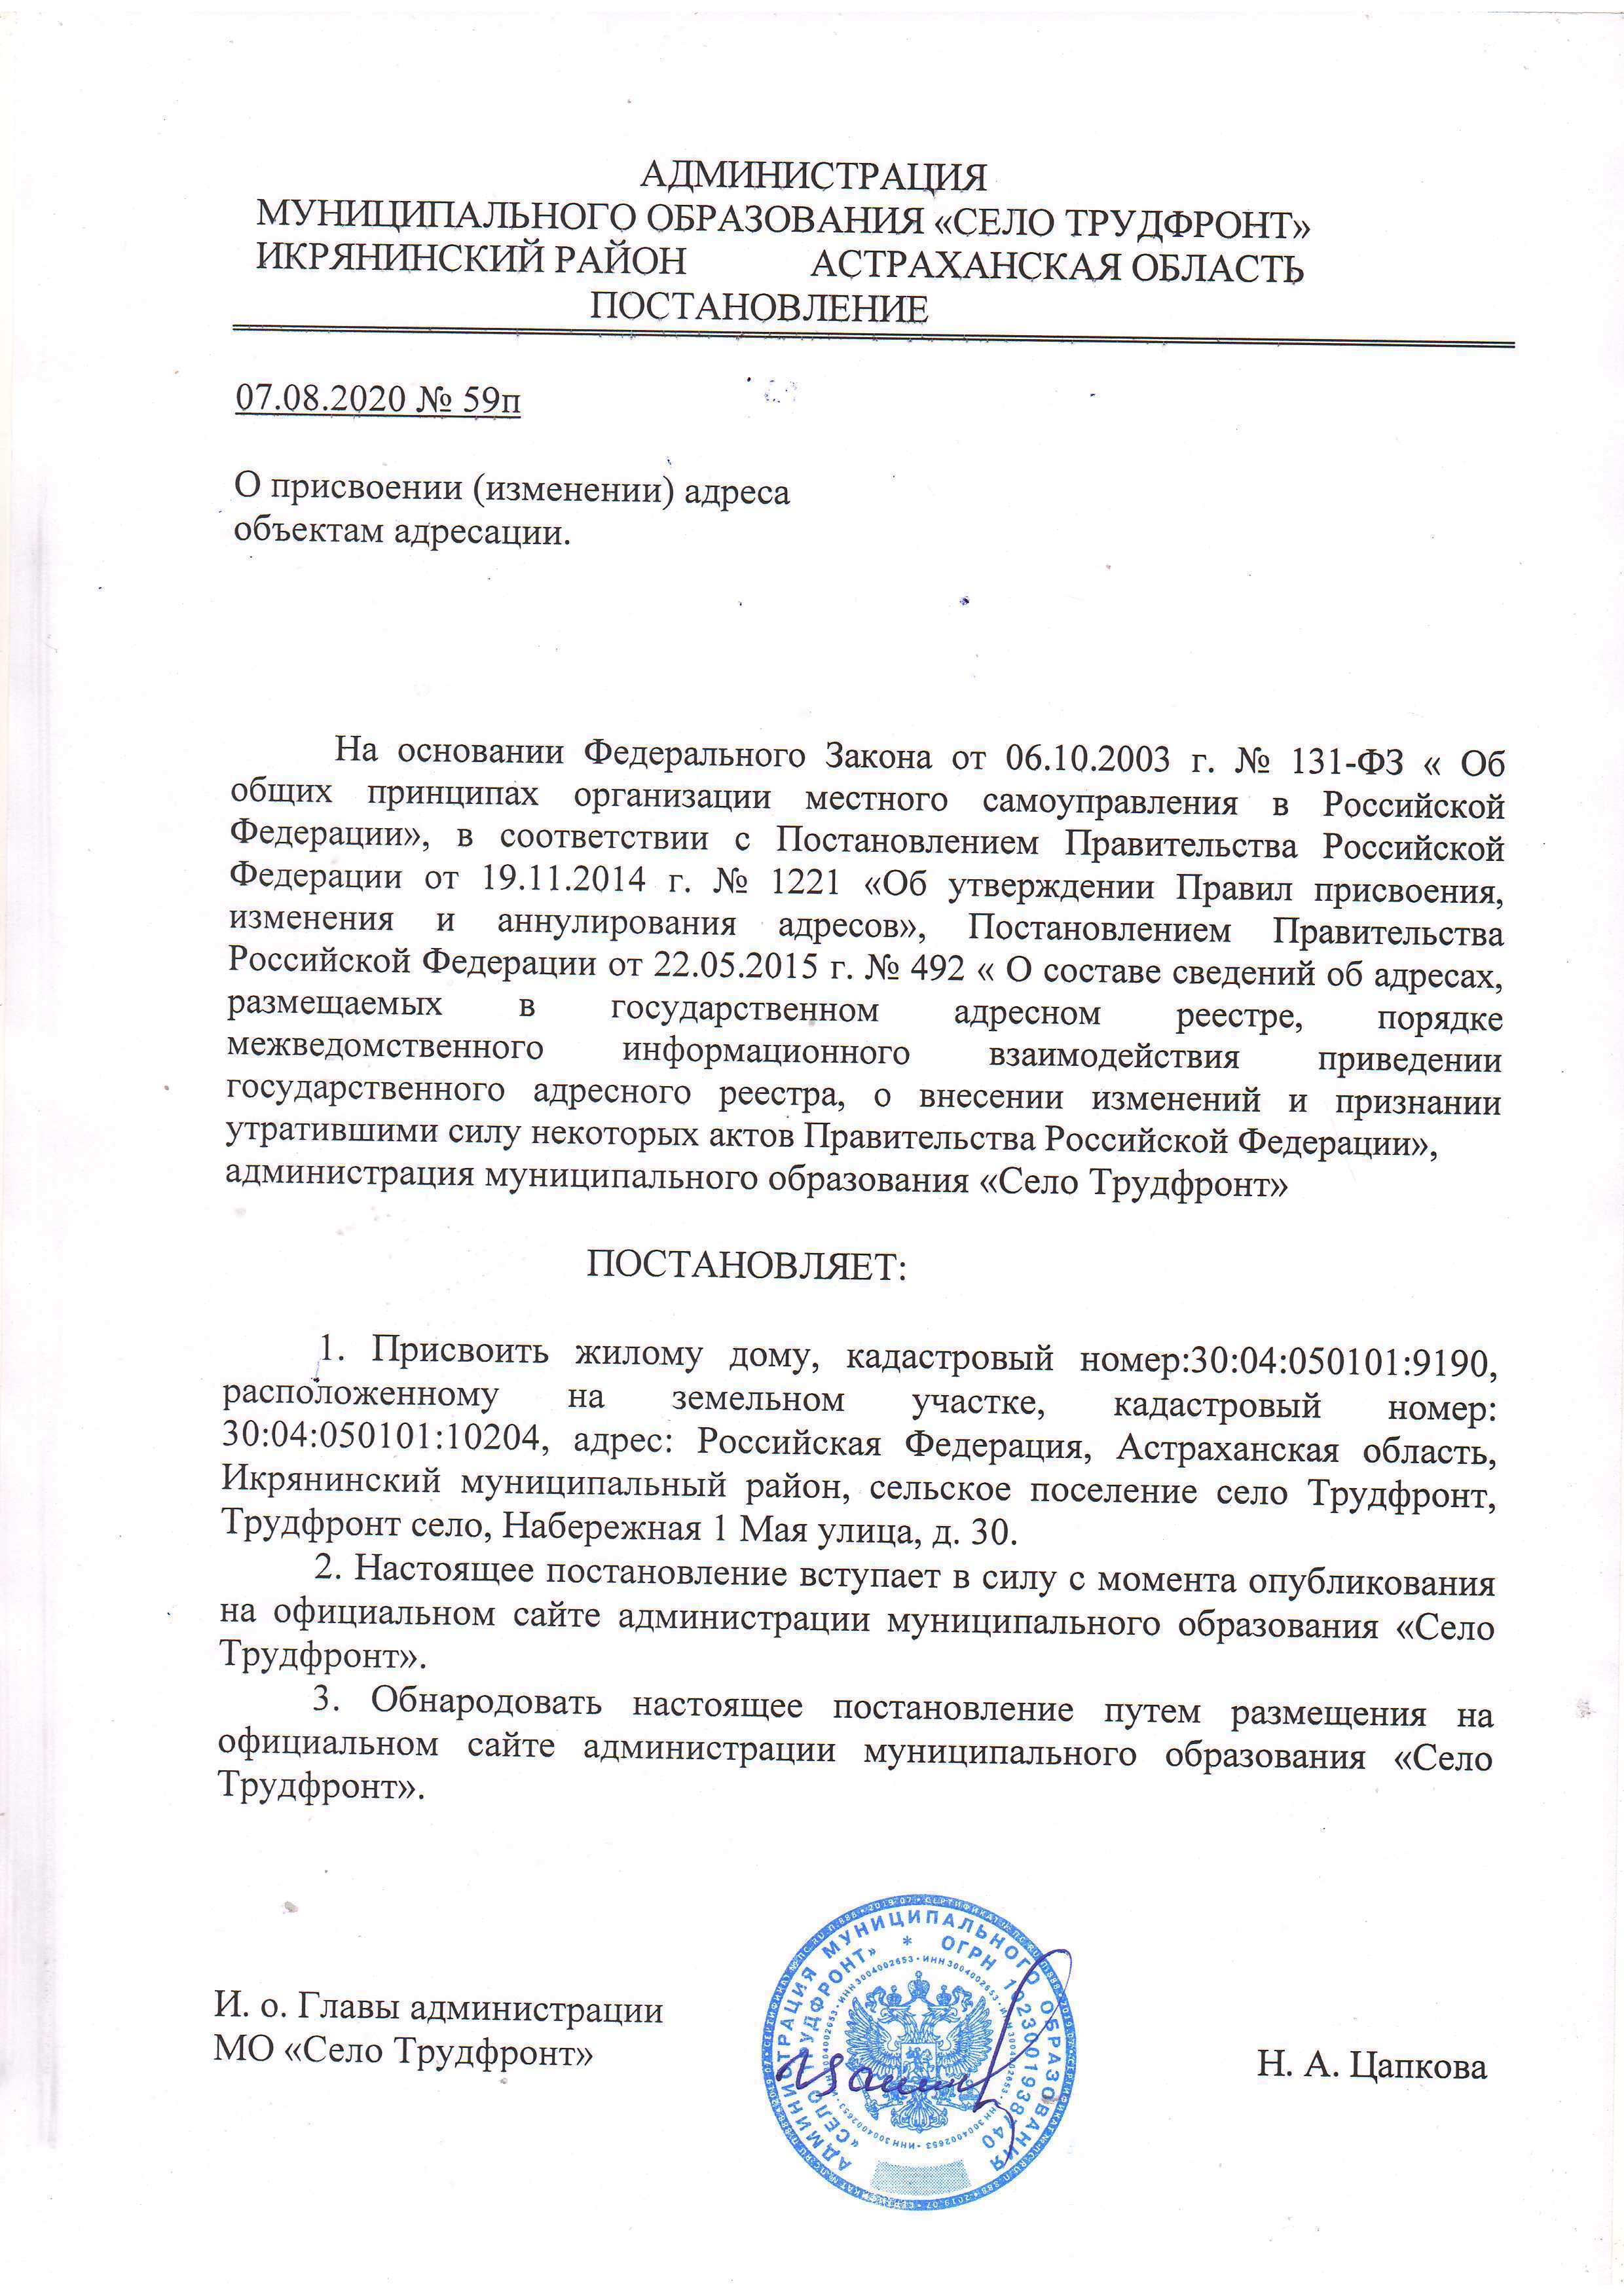 АДМИНИСТРАЦИЯ
МУНИЦИПАЛЬНОГО ОБРАЗОВАНИЯ «СЕЛО ТРУДФРОНТ»
ИКРЯНИНСКИЙ РАЙОН АСТРАХАНСКАЯ ОБЛАСТЬ
ПОСТАНОВЛЕНИЕ
07.08.2020 № 59п
О присвоении (изменении) адреса
объектам адресации.
На основании Федерального Закона от 06.10.2003 г. № 131-ФЗ « Об
общих принципах организации местного самоуправления в Российской
Федерации», в соответствии с Постановлением Правительства Российской
Федерации от 19.11.2014 г. № 1221 «Об утверждении Правил присвоения,
изменения и аннулирования адресов», Постановлением Правительства
Российской Федерации от 22.05.2015 г. № 492 « О составе сведений об адресах,
размещаемых в государственном адресном реестре, порядке
межведомственного информационного взаимодействия приведении
государственного адресного реестра, о внесении изменений и признании
утратившими силу некоторых актов Правительства Российской Федерации»,
администрация муниципального образования «Село Трудфронт»
ПОСТАНОВЛЯЕТ:
1. Присвоить жилому дому, кадастровый номер:30:04:050101:9190,
расположенному на земельном участке, кадастровый номер:
30:04:050101:10204, адрес: Российская Федерация, Астраханская область,
Икрянинский муниципальный район, сельское поселение село Трудфронт,
Трудфронт село, Набережная 1 Мая улица, д. 30.
2. Настоящее постановление вступает в силу с момента опубликования
на официальном сайте администрации муниципального образования «Село
Трудфронт».
3. Обнародовать настоящее постановление путем размещения на
официальном сайте администрации муниципального образования «Село
Трудфронт».
И. о. Главы администрации
МО «Село Трудфронт»
Н. А. Цапкова
АДМИНИСТРАЦИЯ МУНИЦИПАЛЬНОГО ОБРАЗОВАНИЯ
«СЕЛО ТРУДФРОНТ» * ОГРН 1023001938740
ИНН 3004002653